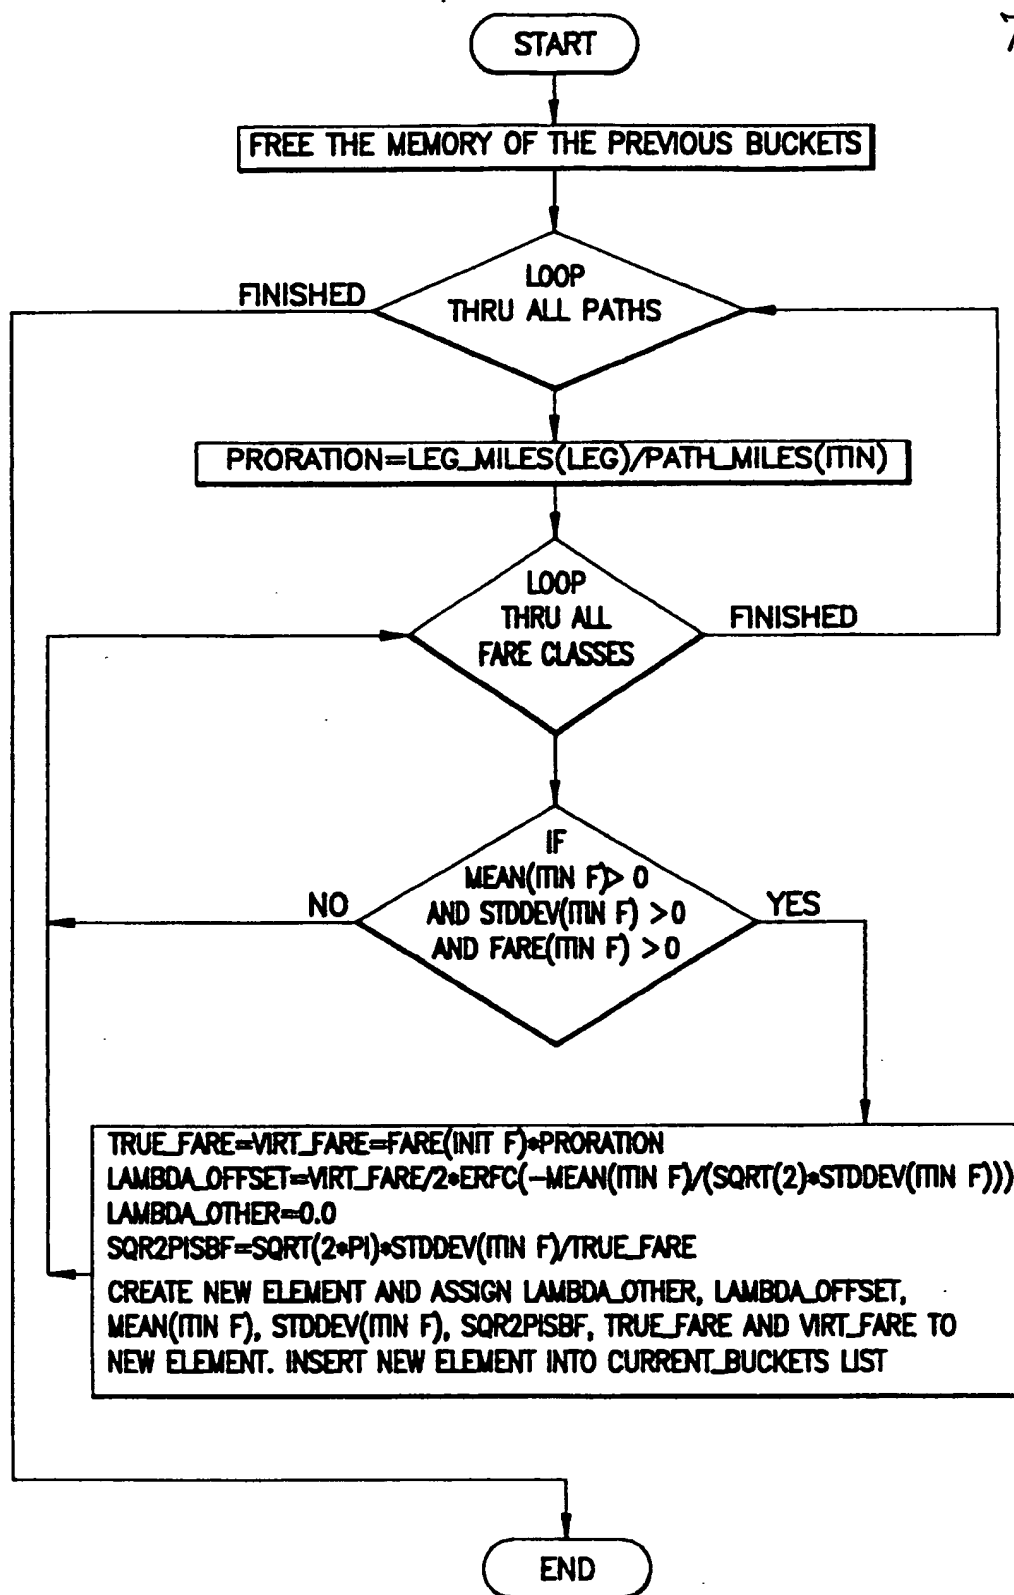 START
FREE THE MEMORY OF THE PREVIOUS BUCKETS
LOOP
THRU ALL PATHS
FINISHED
PRORATION=LEG_MILES(LEG)/PATH_MILES(ITIN)
LOOP
THRU ALL
FARE CLASSES
FINISHED
IF
MEAN(ITIN F)> 0
AND STDDEV(ITIN F) >0
AND FARE(ITIN F) >0
NO
YES
TRUE_FARE=VIRT_FARE=FARE(INIT F)*PRORATION
LAMBDA_OFFSET=VIRT_FARE/2*ERFC(-MEAN(ITIN F)/(SQRT(2)*STDDEV(ITIN F)))
LAMBDA_OTHER=0.0
SQR2PISBF=SQRT(2*PI)*STDDEV(ITIN F)/TRUE_FARE
CREATE NEW ELEMENT AND ASSIGN LAMBDA_OTHER, LAMBDA_OFFSET,
MEAN(ITIN F), STDDEV(ITIN F), SQR2PISBF, TRUE_FARE AND VIRT_FARE TO
NEW ELEMENT. INSERT NEW ELEMENT INTO CURRENT_BUCKETS LIST
END